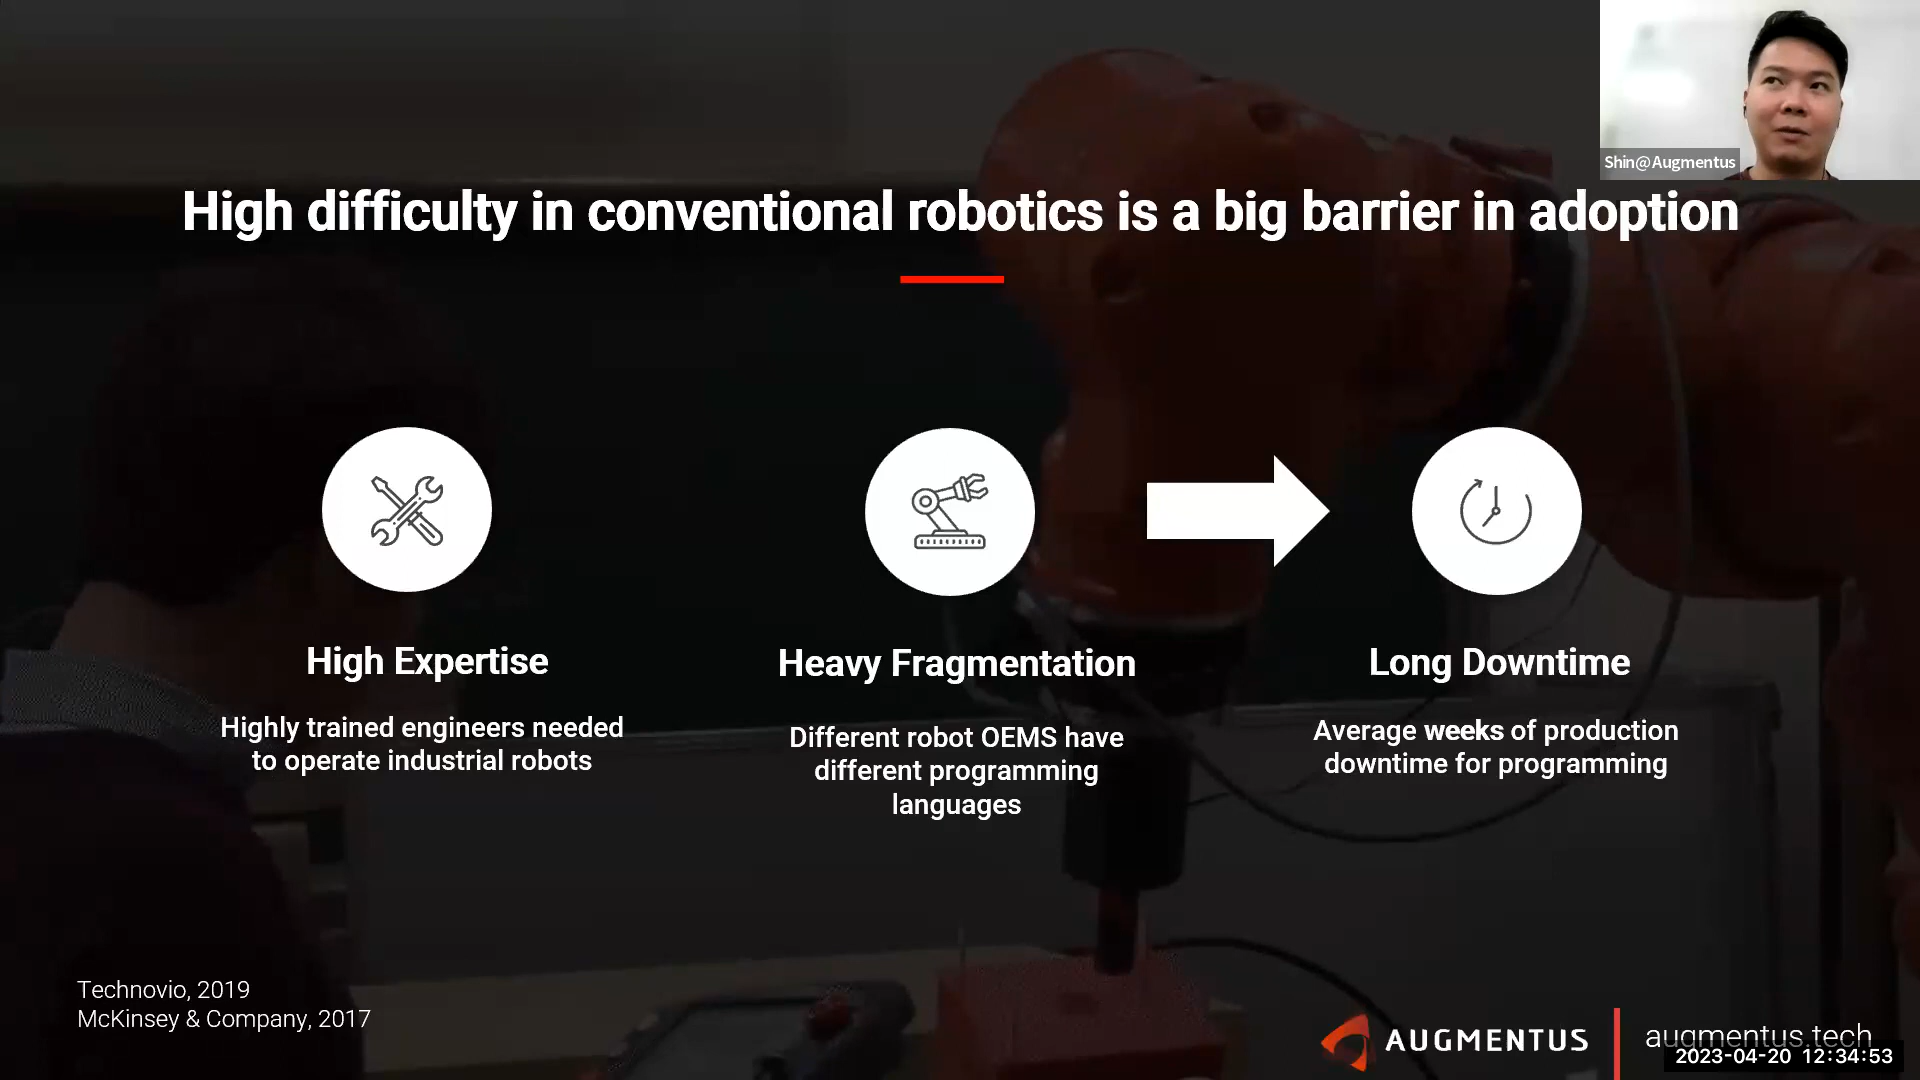 Shin@Augmentus
High difficulty in conventional robotics is a big barrier in adoption
High Expertise
Highly trained engineers needed
to operate industrial robots
Heavy Fragmentation
Different robot OEMS have
different programming
languages
Long Downtime
Average weeks of production
downtime for programming
Technovio, 2019
McKinsey & Company, 2017
AUGMENTUS
augmentus.tech
2023-04-20 12:34:53